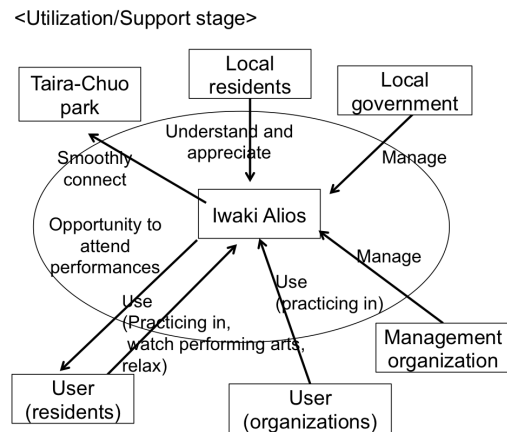 <Utilization/Support stage>
Taira-Chuo
park
Local
residents
Local
government
Understand and
appreciate
Smoothly
connect
Manage
Iwaki Alios
Opportunity to
attend
performances
Manage
Use
(Practicing in,
watch performing arts,
relax)
Use
(practicing in)
Management
organization
User
(residents)
User
(organizations)